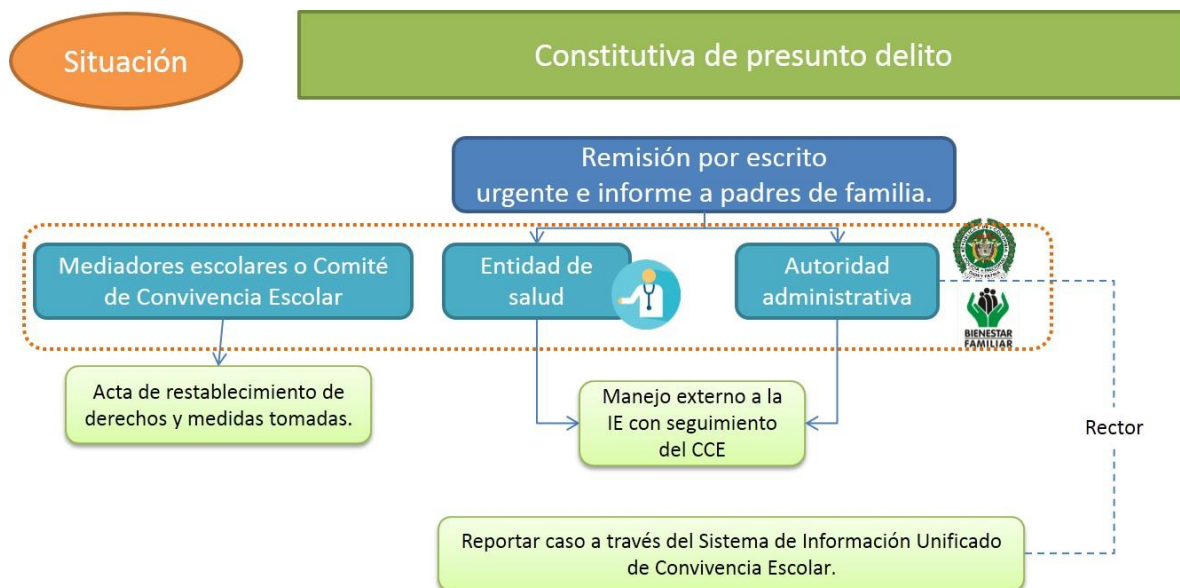 Situación
Constitutiva de presunto delito
Remisión por escrito
urgente e informe a padres de familia.
Mediadores escolares o Comité
de Convivencia Escolar
Entidad de
salud
Autoridad
administrativa
BIENESTAR
FAMILIAR
Acta de restablecimiento de
derechos y medidas tomadas.
Manejo externo a la
IE con seguimiento
del CCE
Rector
Reportar caso a través del Sistema de Información Unificado
de Convivencia Escolar.